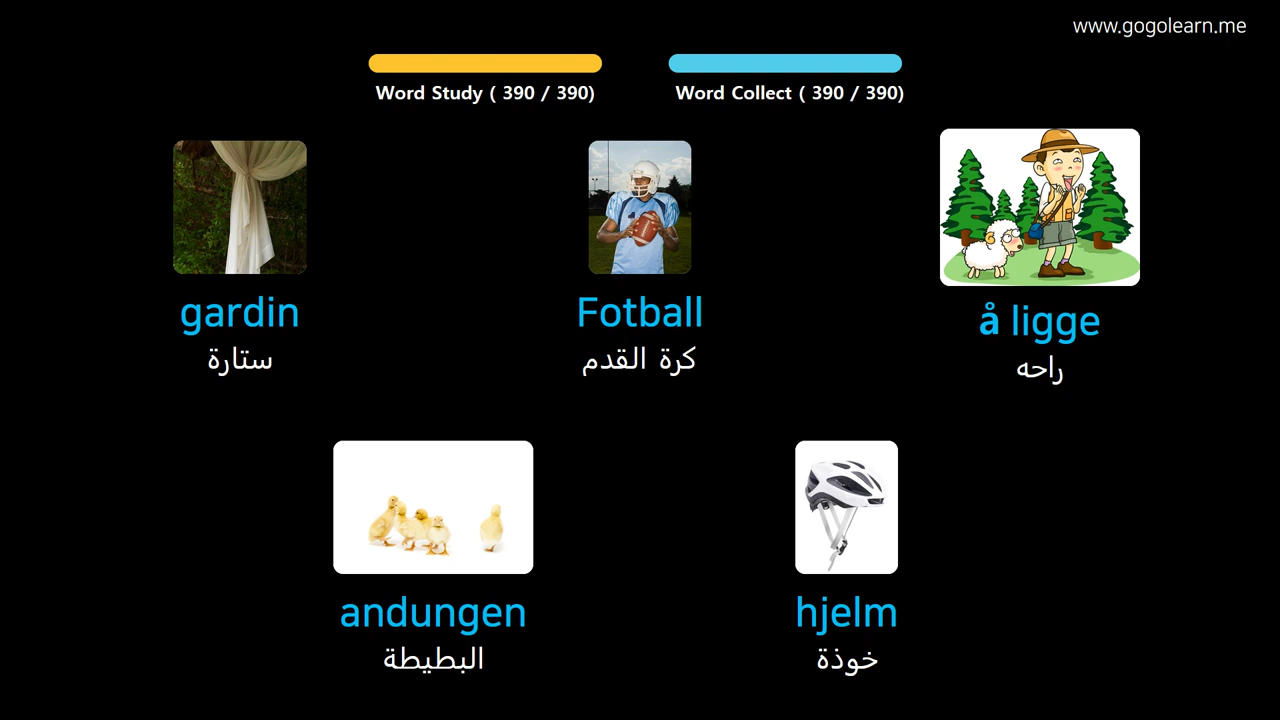 www.gogolearn.me
Word Study ( 390 / 390)
Word Collect ( 390 / 390)
gardin
ستارة
Fotball
كرة القدم
å ligge
راحه
andungen
البطيطة
hjelm
خوذة